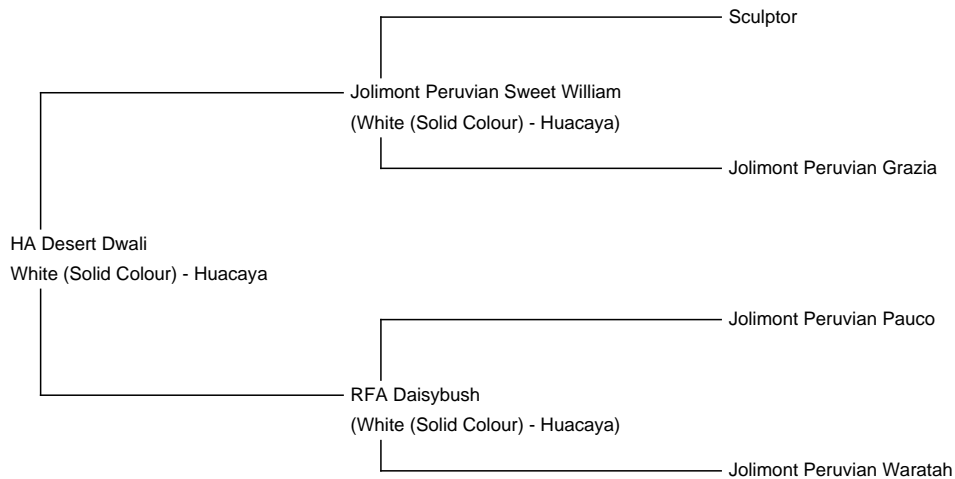 Sculptor
Jolimont Peruvian Sweet William
(White (Solid Colour) - Huacaya)
Jolimont Peruvian Grazia
HA Desert Dwali
White (Solid Colour) - Huacaya
Jolimont Peruvian Pauco
RFA Daisybush
(White (Solid Colour) - Huacaya)
Jolimont Peruvian Waratah